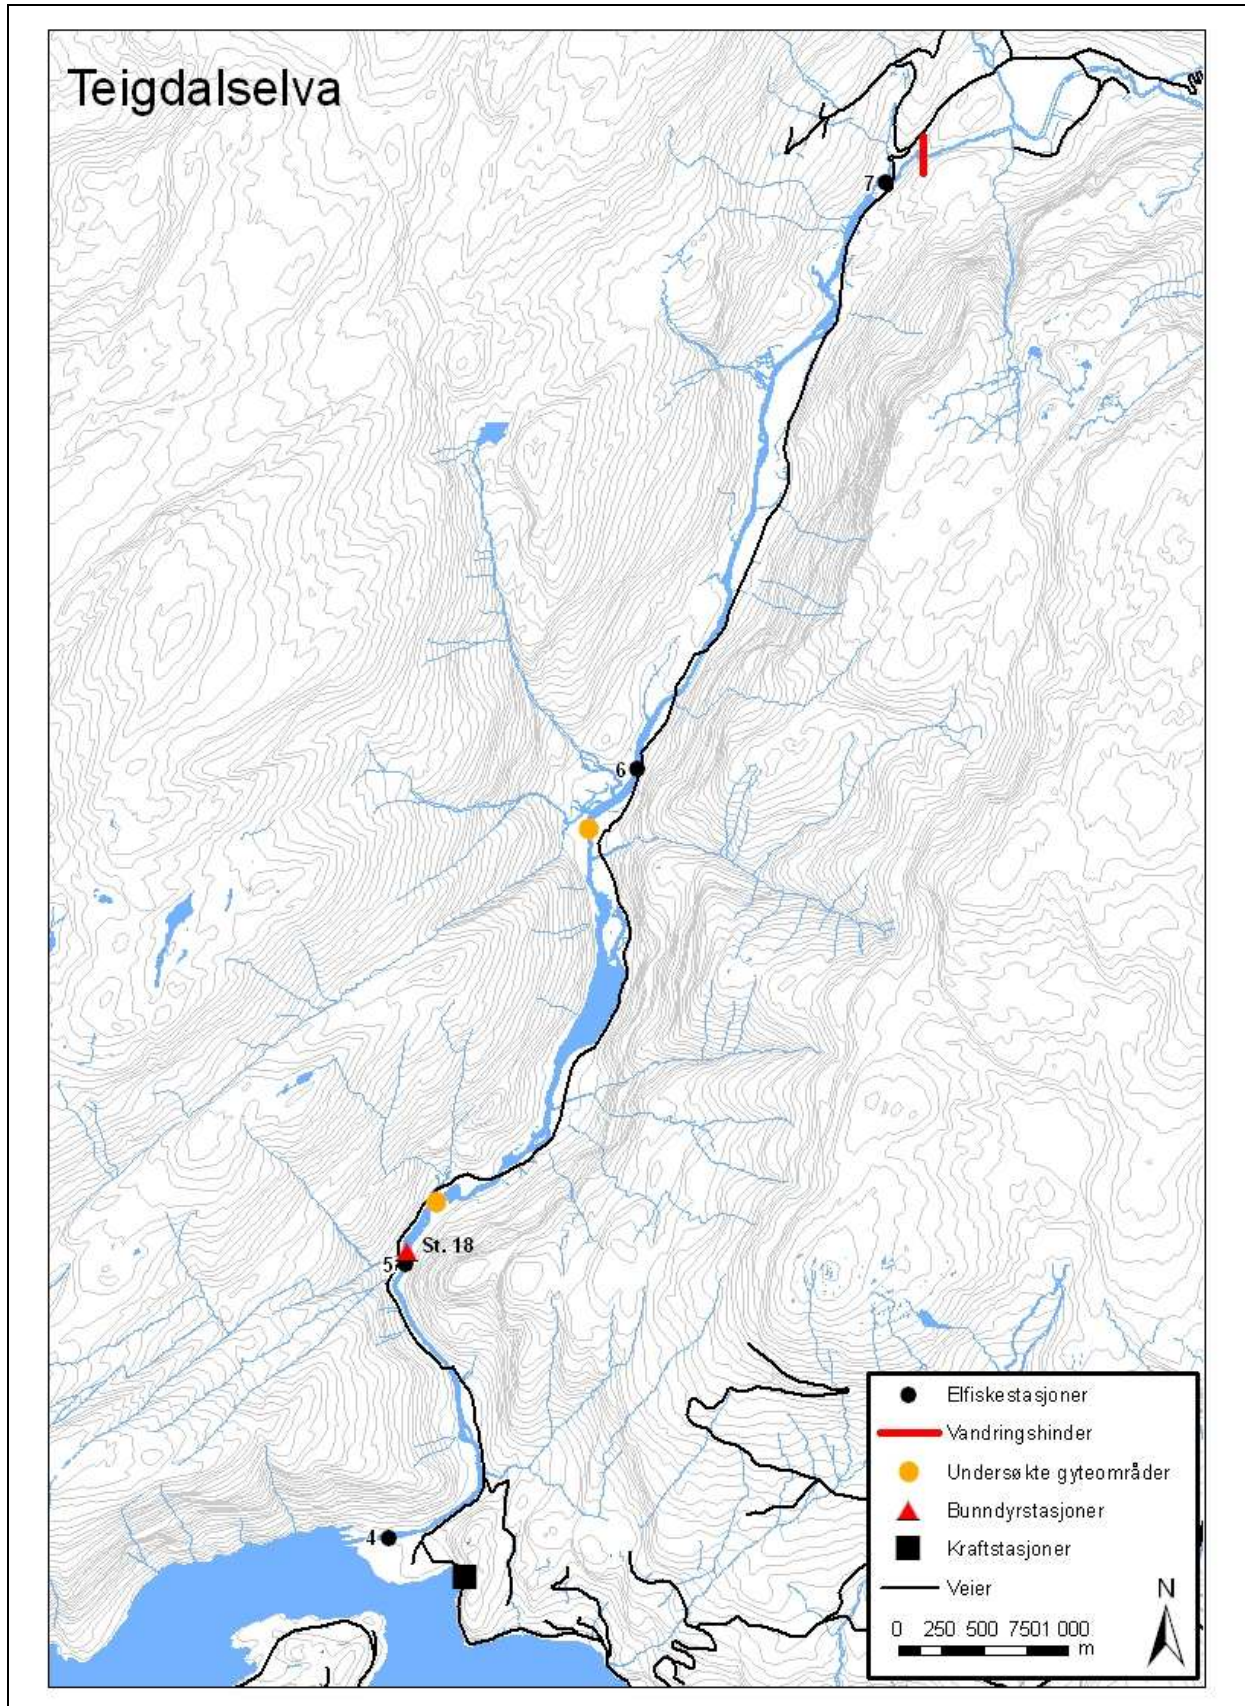 Teigdalselva
7
6
St. 18
5
4
Elfiskestasjoner
Vandringshinder
Undersøkte gyteområder
Bunndyrstasjoner
Kraftstasjoner
Veier
N
0 250 500 7501 000
m